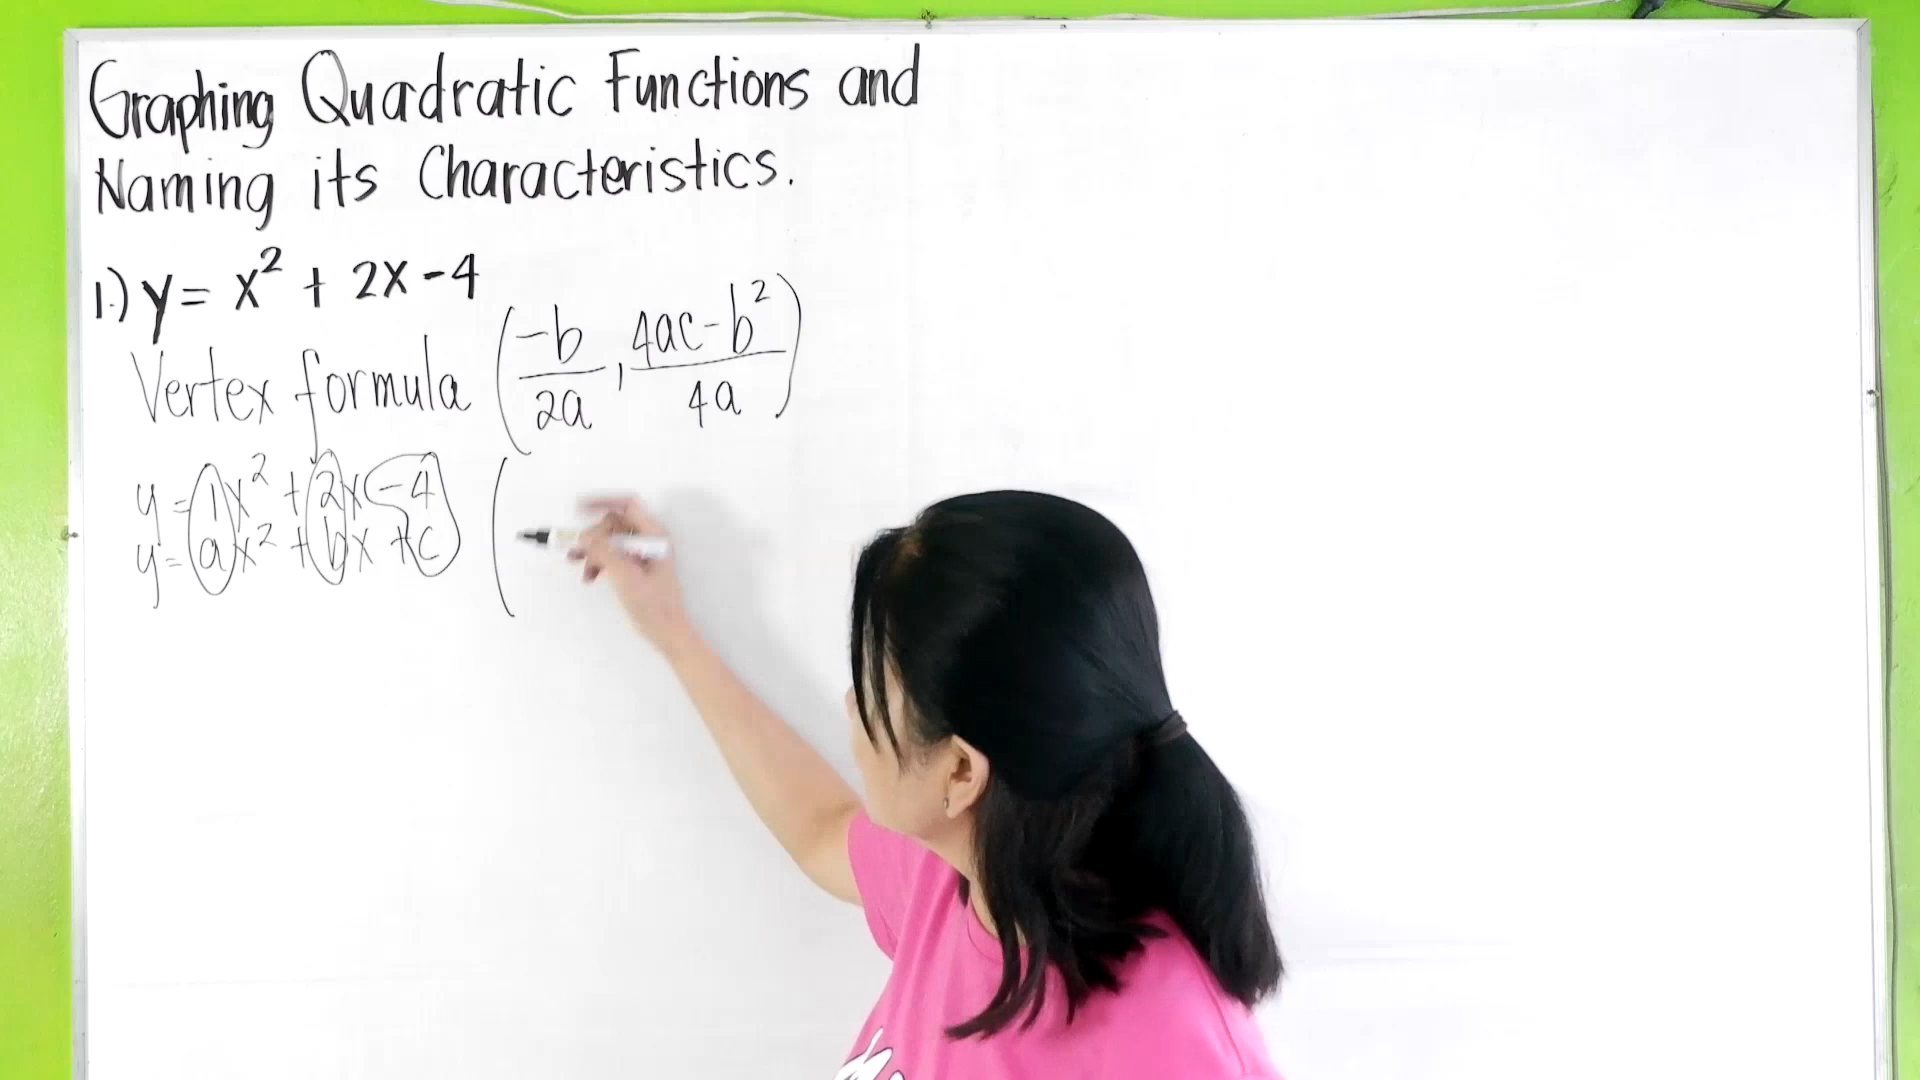 Graphing Quadratic Functions and
Naming its Characteristics.
1.) y = x² + 2x - 4
Vertex formula (-b/2a, 4ac-b²/4a)
y = 1x² + 2x - 4 (
y = ax² + bx + c